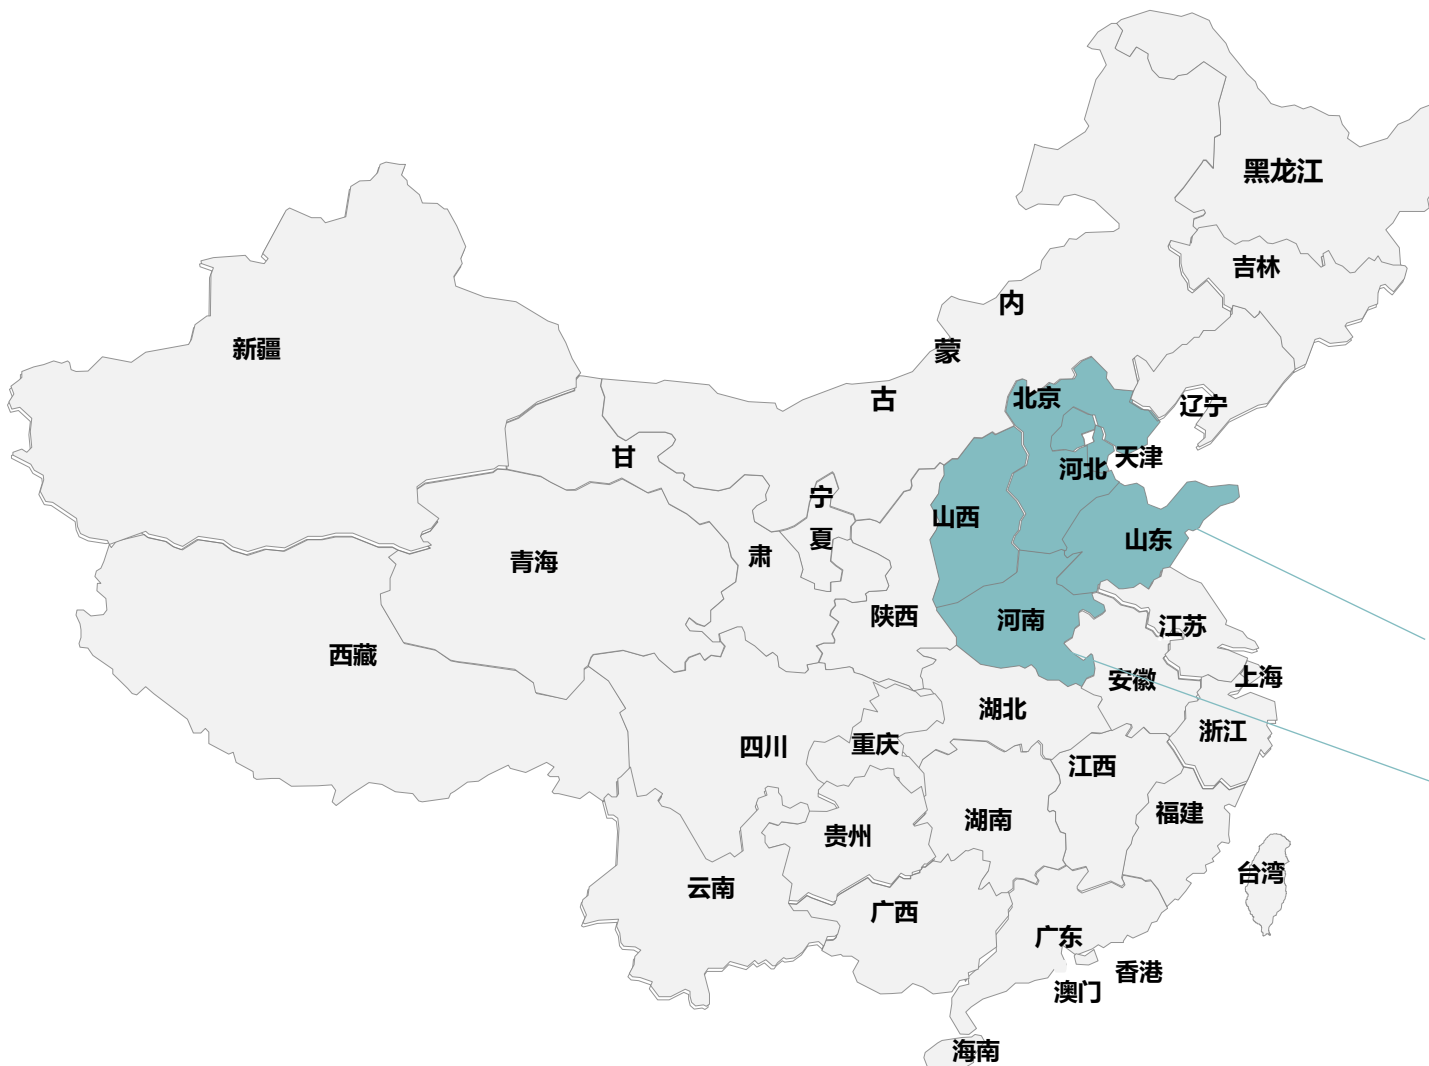 黑龙江
吉林
内
蒙
古
新疆
北京
辽宁
甘
河北
天津
宁
夏
山西
山东
青海
肃
陕西
河南
江苏
西藏
安徽
上海
湖北
浙江
四川
重庆
江西
贵州
湖南
福建
台湾
云南
广西
广东
香港
澳门
海南